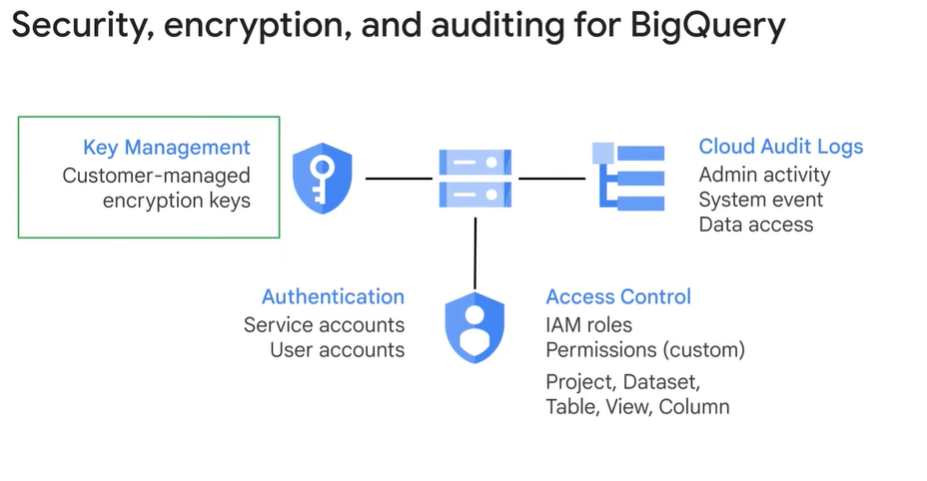 Security, encryption, and auditing for BigQuery
Key Management
Customer-managed
encryption keys
Cloud Audit Logs
Admin activity
System event
Data access
Authentication
Service accounts
User accounts
Access Control
IAM roles
Permissions (custom)
Project, Dataset,
Table, View, Column